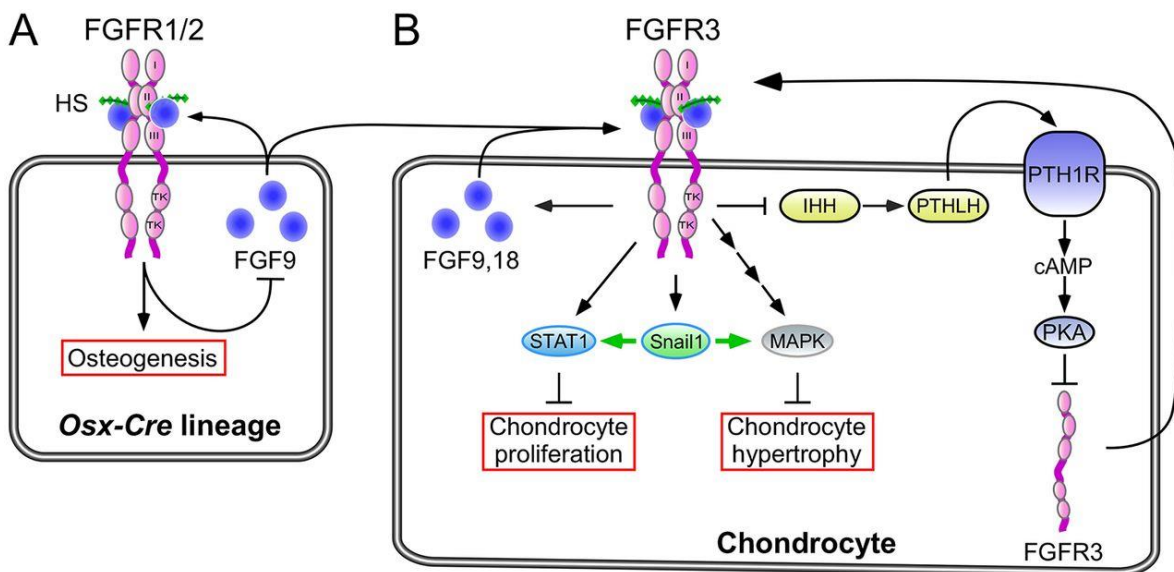 A
FGFR1/2
I
II
III
HS
TK
TK
FGF9
Osteogenesis
Osx-Cre lineage
B
FGFR3
I
II
III
TK
TK
FGF9,18
IHH
PTHLH
PTH1R
cAMP
PKA
STAT1
Snail1
MAPK
Chondrocyte
proliferation
Chondrocyte
hypertrophy
FGFR3
Chondrocyte